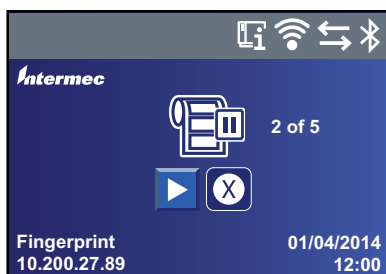 Intermec
2 of 5
X
Fingerprint
01/04/2014
10.200.27.89
12:00